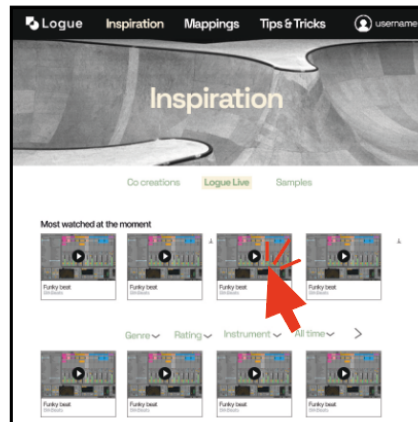 Logue Inspiration Mappings Tips & Tricks username
Inspiration
Co creations Logue Live Samples
Most watched at the moment
Funky beat Funky beat Funky beat Funky beat
Genre Rating Instrument All time
Funky beat Funky beat Funky beat Funky beat